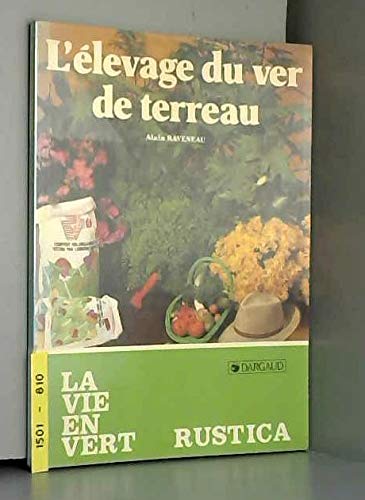 L'élevage du ver
de terreau
Alain RAVENEAU
DARGAUD
LA
VIE
EN
VERT
RUSTICA
1501 - 810